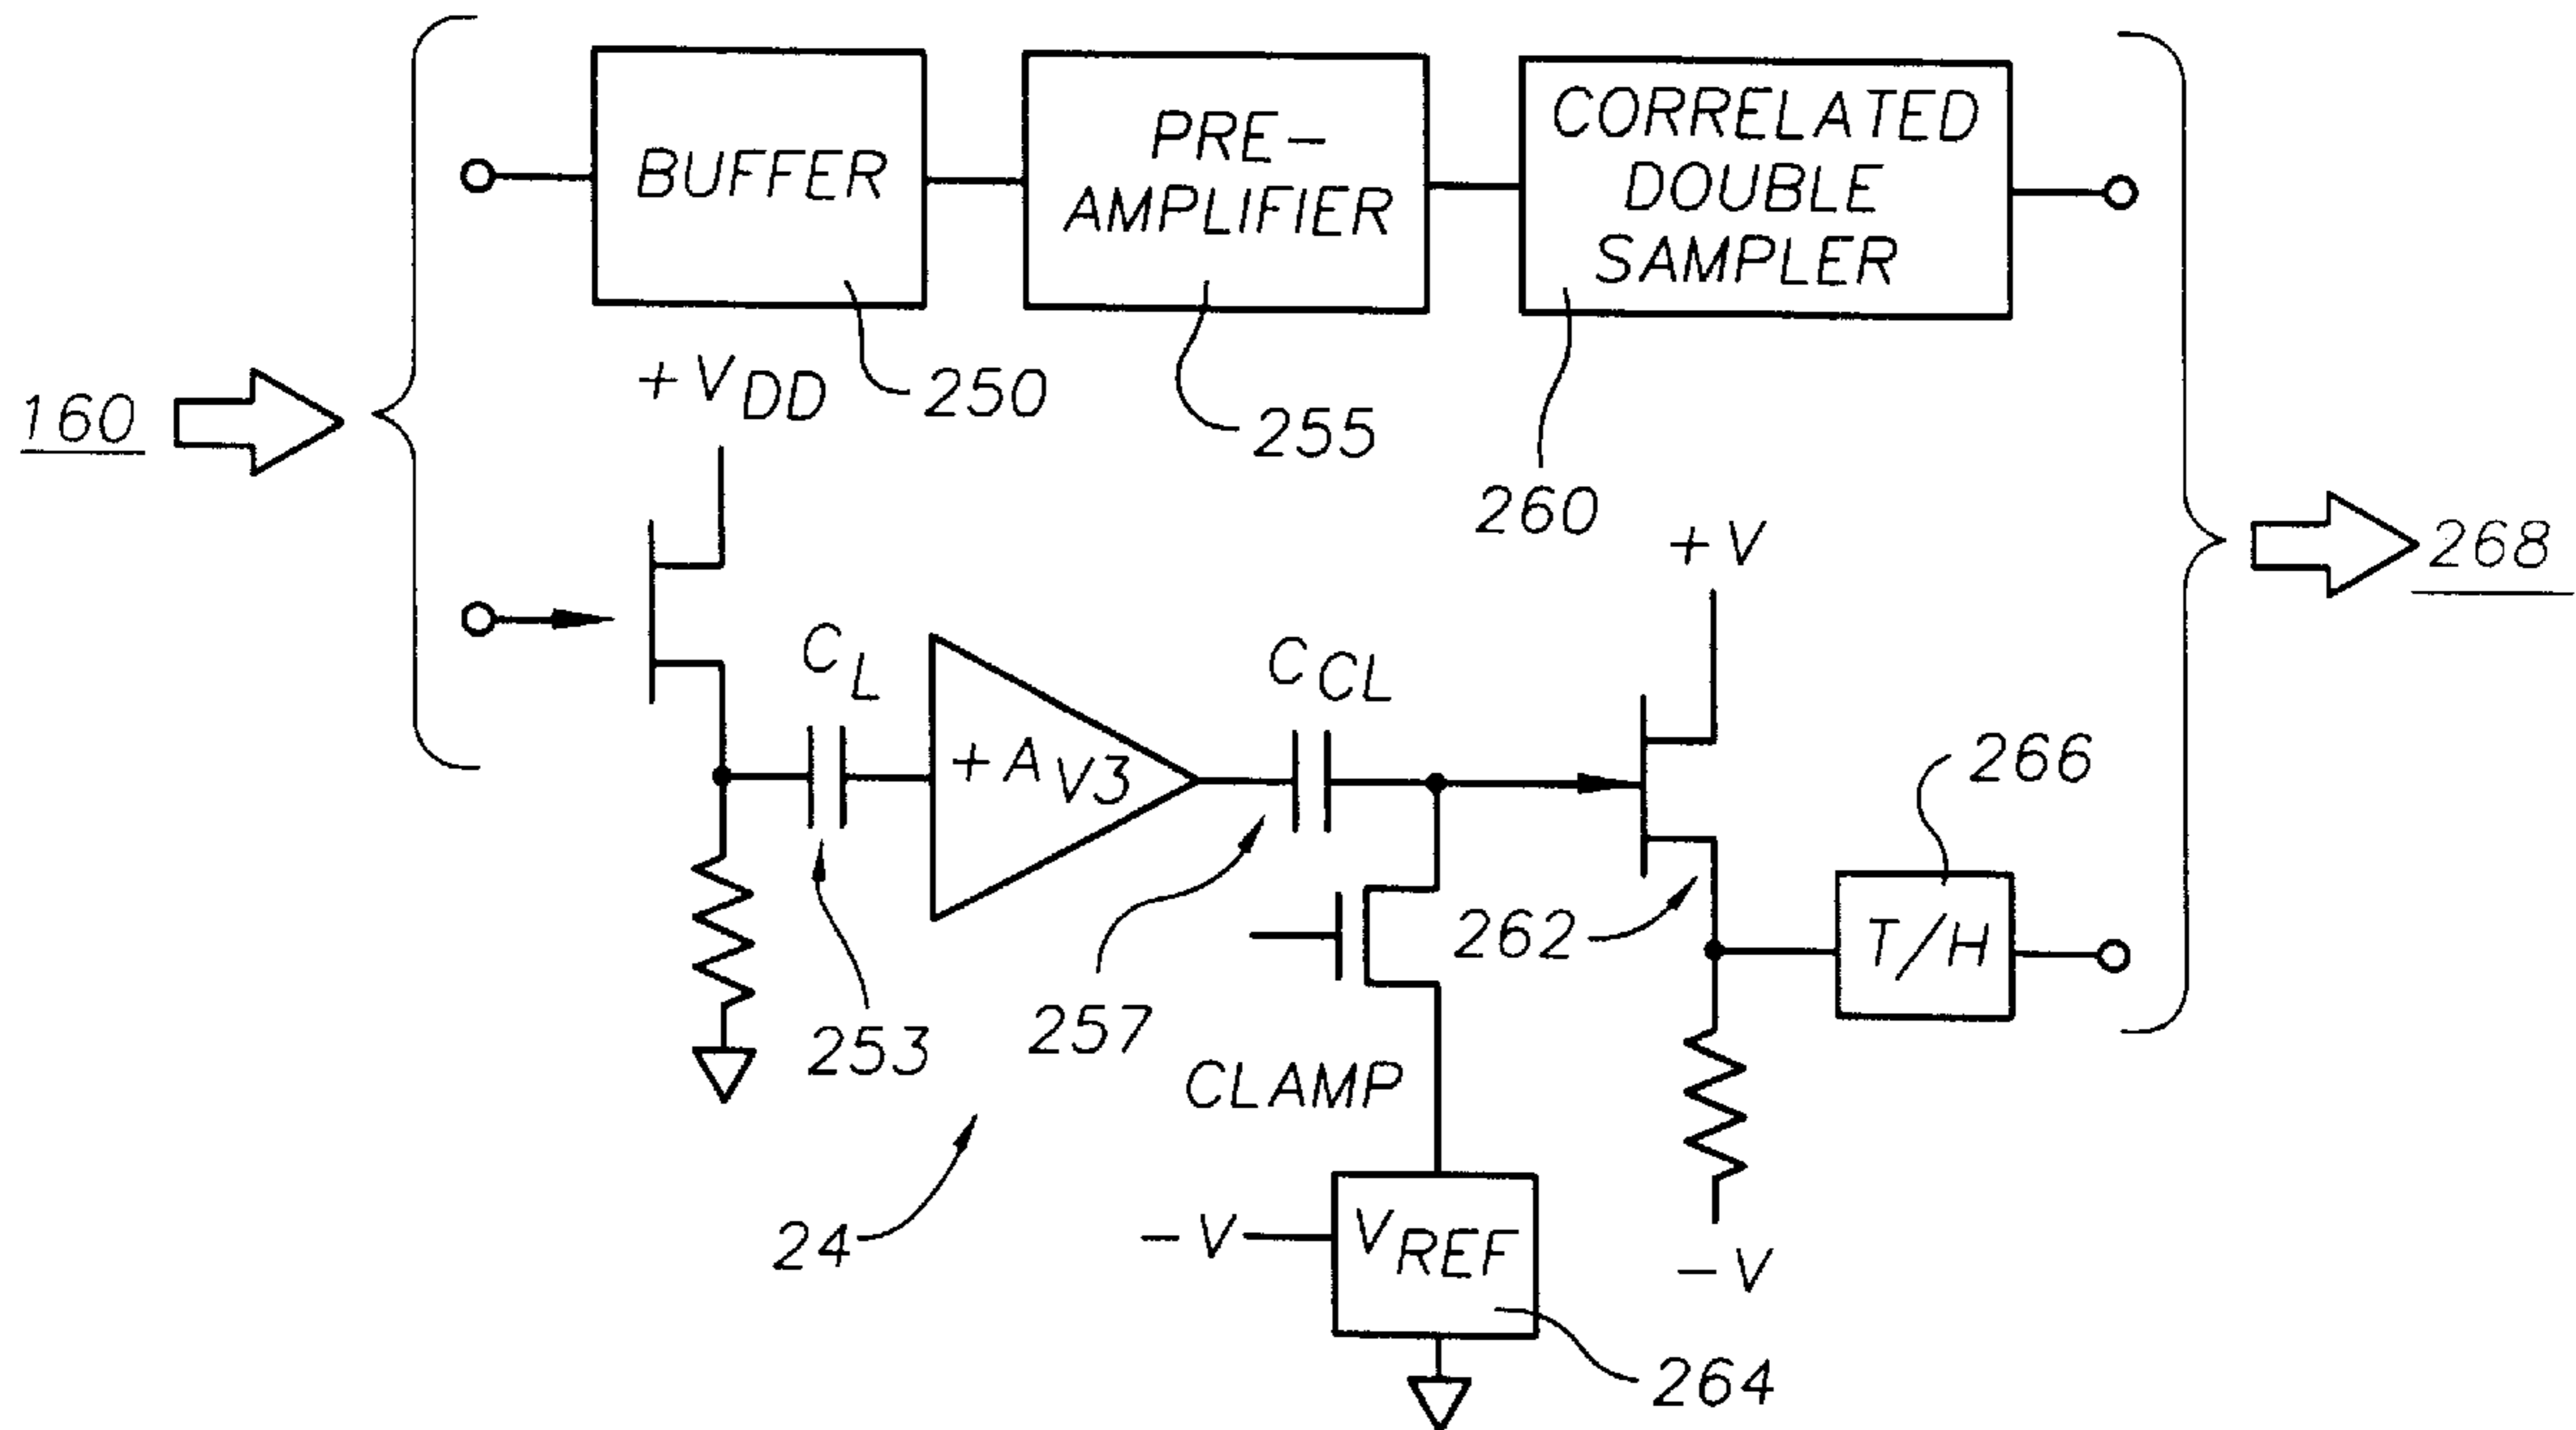 BUFFER
PRE-
AMPLIFIER
CORRELATED
DOUBLE
SAMPLER
+VDD
250
255
260
160
268
+V
CL
CCL
+AV3
266
T/H
262
253
257
CLAMP
24
-V
VREF
-V
264